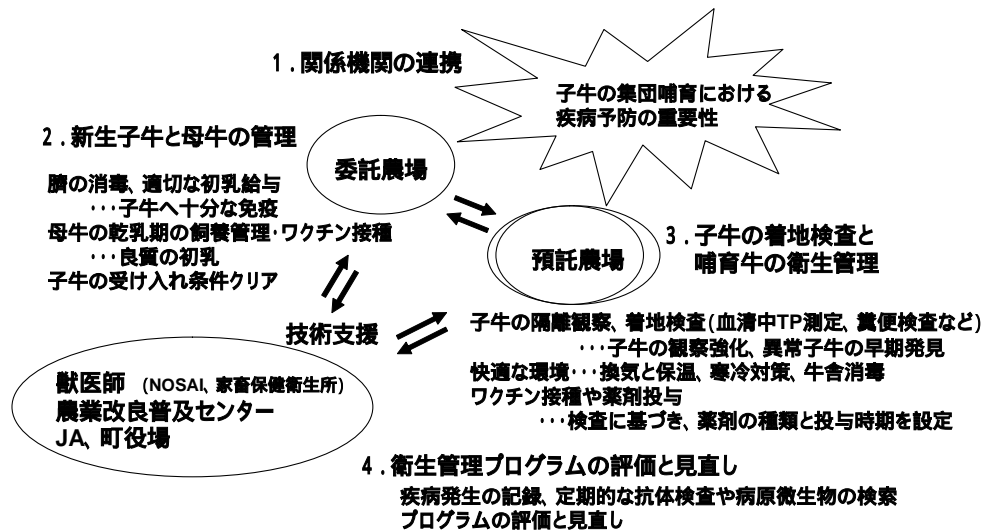 1．関係機関の連携
子牛の集団哺育における
疾病予防の重要性
2．新生子牛と母牛の管理
委託農場
臍の消毒、適切な初乳給与
･･･子牛へ十分な免疫
母牛の乾乳期の飼養管理･ワクチン接種
･･･良質の初乳
子牛の受け入れ条件クリア
3．子牛の着地検査と
哺育牛の衛生管理
預託農場
技術支援
子牛の隔離観察、着地検査(血清中TP測定、糞便検査など)
･･･子牛の観察強化、異常子牛の早期発見
快適な環境･･･換気と保温、寒冷対策、牛舎消毒
ワクチン接種や薬剤投与
･･･検査に基づき、薬剤の種類と投与時期を設定
獣医師 (NOSAI、家畜保健衛生所)
農業改良普及センター
JA、町役場
4．衛生管理プログラムの評価と見直し
疾病発生の記録、定期的な抗体検査や病原微生物の検索
プログラムの評価と見直し